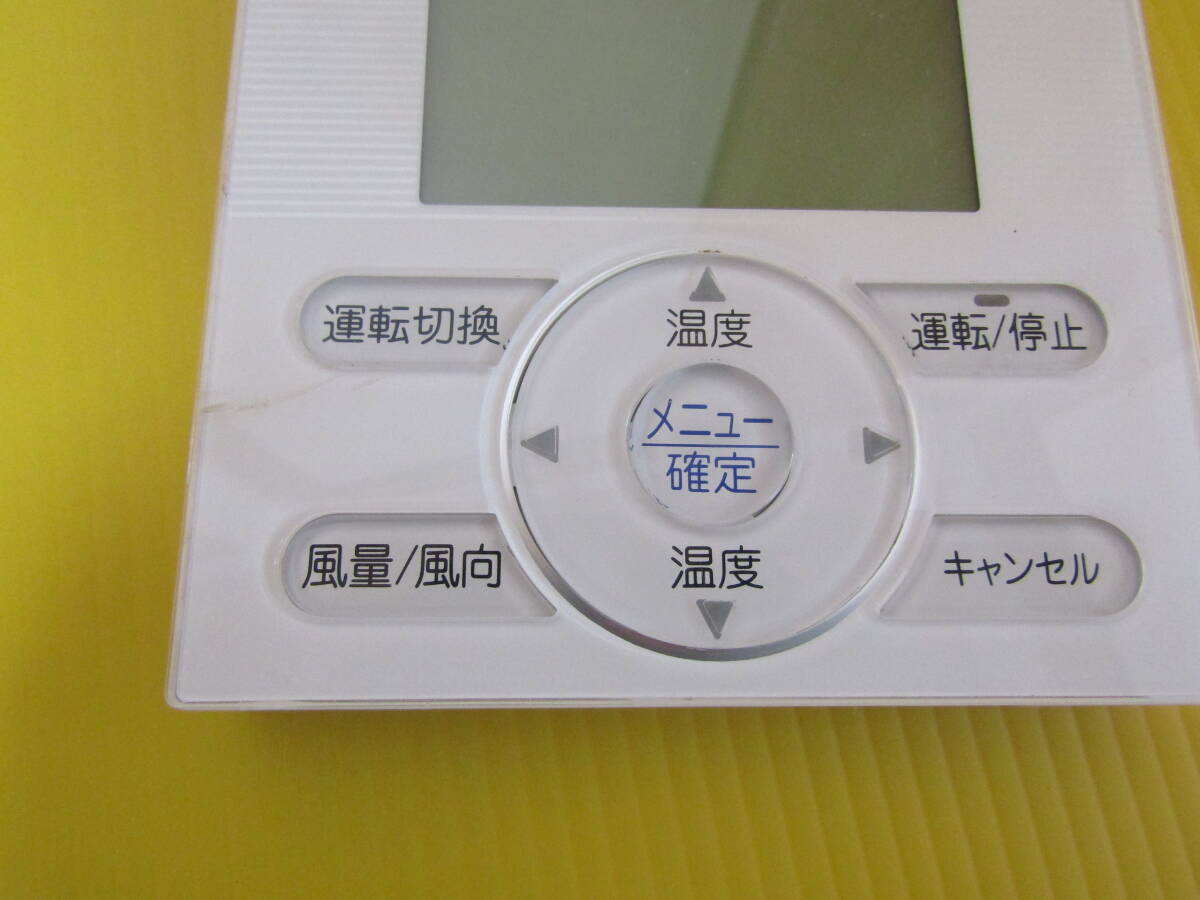 運転切換
温度
運転/停止
メニュー
確定
風量/風向
温度
キャンセル